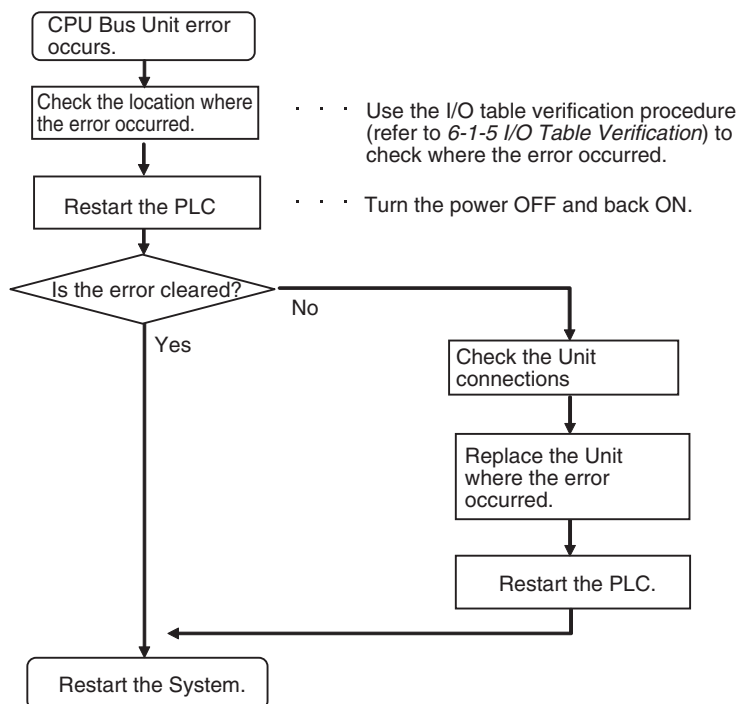 CPU Bus Unit error
occurs.
Check the location where
the error occurred.
· · · Use the I/O table verification procedure
(refer to 6-1-5 I/O Table Verification) to
check where the error occurred.
Restart the PLC
· · · Turn the power OFF and back ON.
Is the error cleared?
No
Yes
Check the Unit
connections
Replace the Unit
where the error
occurred.
Restart the PLC.
Restart the System.